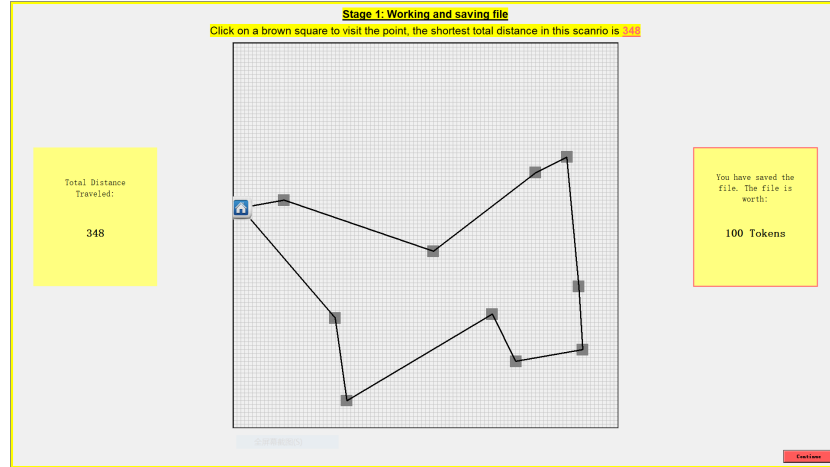 Stage 1: Working and saving file
Click on a brown square to visit the point, the shortest total distance in this scanrio is 348
Total Distance
Traveled:
348
You have saved the
file. The file is
worth:
100 Tokens
Continue